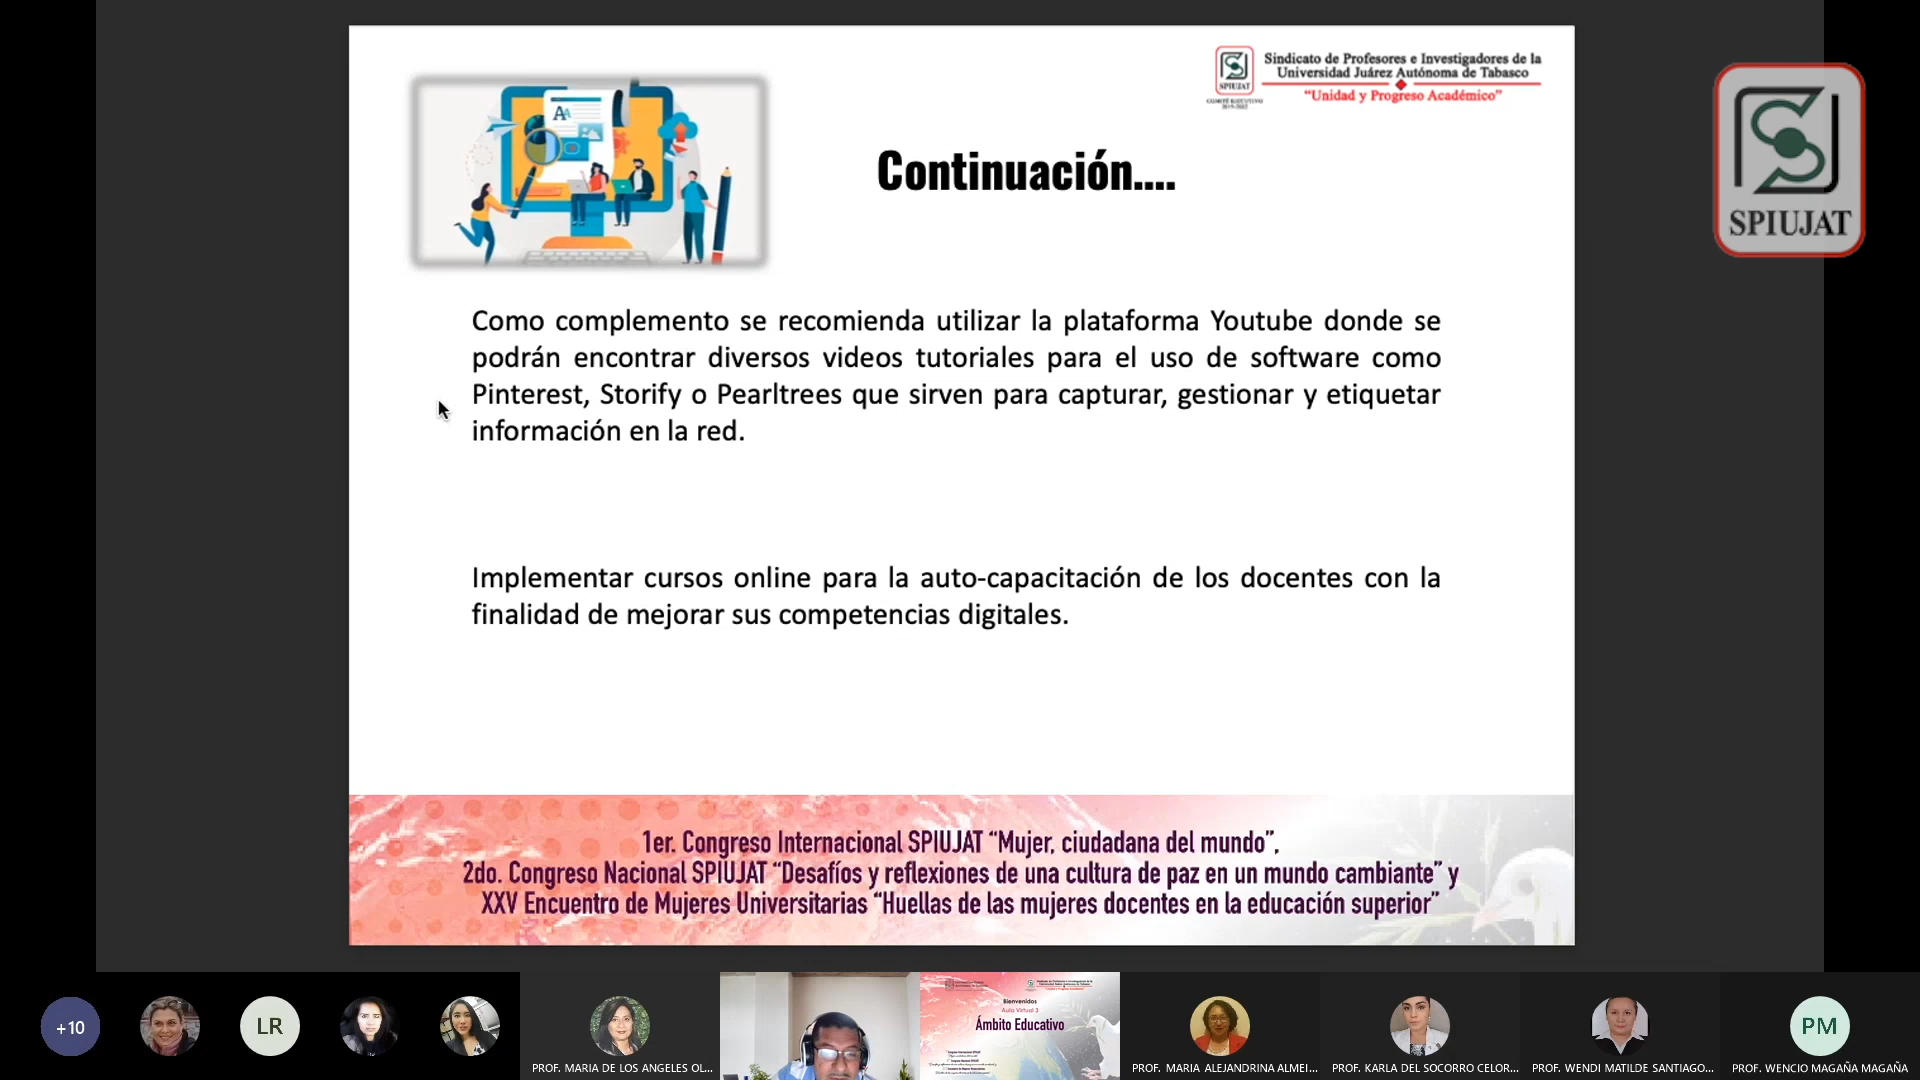 Sindicato de Profesores e Investigadores de la
Universidad Juárez Autónoma de Tabasco
“Unidad y Progreso Académico”
SPIUJAT
COMITÉ EJECUTIVO
SPIUJAT
AA
Continuación....
Como complemento se recomienda utilizar la plataforma Youtube donde se
podrán encontrar diversos videos tutoriales para el uso de software como
Pinterest, Storify o Pearltrees que sirven para capturar, gestionar y etiquetar
información en la red.
Implementar cursos online para la auto-capacitación de los docentes con la
finalidad de mejorar sus competencias digitales.
1er. Congreso Internacional SPIUJAT “Mujer, ciudadana del mundo”,
2do. Congreso Nacional SPIUJAT “Desafíos y reflexiones de una cultura de paz en un mundo cambiante” y
XXV Encuentro de Mujeres Universitarias “Huellas de las mujeres docentes en la educación superior”
+10
LR
Bienvenidos
Aula Virtual 3
Ámbito Educativo
PM
PROF. MARIA DE LOS ANGELES OL...
PROF. MARIA ALEJANDRINA ALMEI...
PROF. KARLA DEL SOCORRO CELOR...
PROF. WENDI MATILDE SANTIAGO...
PROF. WENCIO MAGAÑA MAGAÑA